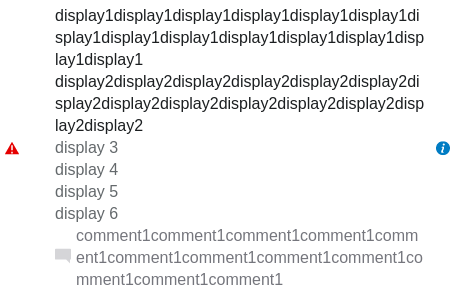 display1display1display1display1display1display1di
splay1display1display1display1display1display1disp
lay1display1
display2display2display2display2display2display2di
splay2display2display2display2display2display2disp
lay2display2
display 3
display 4
display 5
display 6
comment1comment1comment1comment1comm
ent1comment1comment1comment1comment1co
mment1comment1comment1